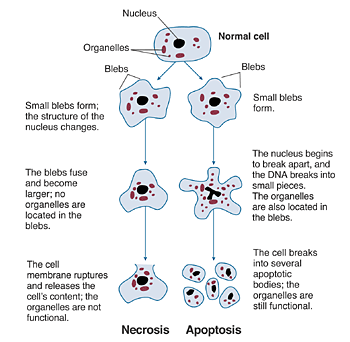 Nucleus
Organelles
Normal cell
Blebs
Blebs
Small blebs form;
the structure of the
nucleus changes.
Small blebs
form.
The blebs fuse
and become
larger; no
organelles are
located in the
blebs.
The nucleus begins
to break apart, and
the DNA breaks into
small pieces.
The organelles
are also located in
the blebs.
The cell
membrane ruptures
and releases the
cell's content; the
organelles are not
functional.
The cell breaks
into several
apoptotic
bodies; the
organelles are
still functional.
Necrosis
Apoptosis